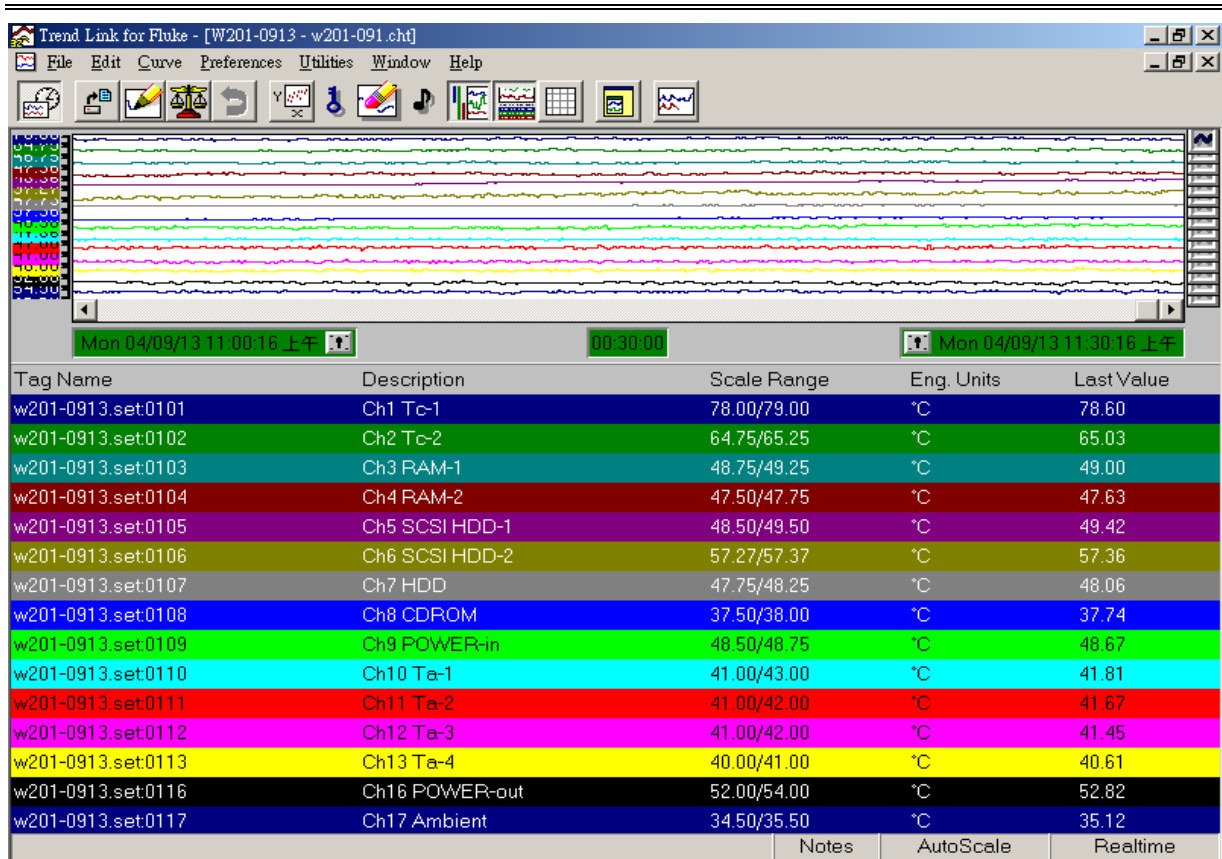 Trend Link for Fluke - [W201-0913 - w201-091.cht]
File Edit Curve Preferences Utilities Window Help
Mon 04/09/13 11:00:16 上午 00:30:00 Mon 04/09/13 11:30:16 上午
Tag Name Description Scale Range Eng. Units Last Value
w201-0913.set:0101 Ch1 Tc-1 78.00/79.00 °C 78.60
w201-0913.set:0102 Ch2 Tc-2 64.75/65.25 °C 65.03
w201-0913.set:0103 Ch3 RAM-1 48.75/49.25 °C 49.00
w201-0913.set:0104 Ch4 RAM-2 47.50/47.75 °C 47.63
w201-0913.set:0105 Ch5 SCSI HDD-1 48.50/49.50 °C 49.42
w201-0913.set:0106 Ch6 SCSI HDD-2 57.27/57.37 °C 57.36
w201-0913.set:0107 Ch7 HDD 47.75/48.25 °C 48.06
w201-0913.set:0108 Ch8 CDROM 37.50/38.00 °C 37.74
w201-0913.set:0109 Ch9 POWER-in 48.50/48.75 °C 48.67
w201-0913.set:0110 Ch10 Ta-1 41.00/43.00 °C 41.81
w201-0913.set:0111 Ch11 Ta-2 41.00/42.00 °C 41.67
w201-0913.set:0112 Ch12 Ta-3 41.00/42.00 °C 41.45
w201-0913.set:0113 Ch13 Ta-4 40.00/41.00 °C 40.61
w201-0913.set:0116 Ch16 POWER-out 52.00/54.00 °C 52.82
w201-0913.set:0117 Ch17 Ambient 34.50/35.50 °C 35.12
Notes AutoScale Realtime